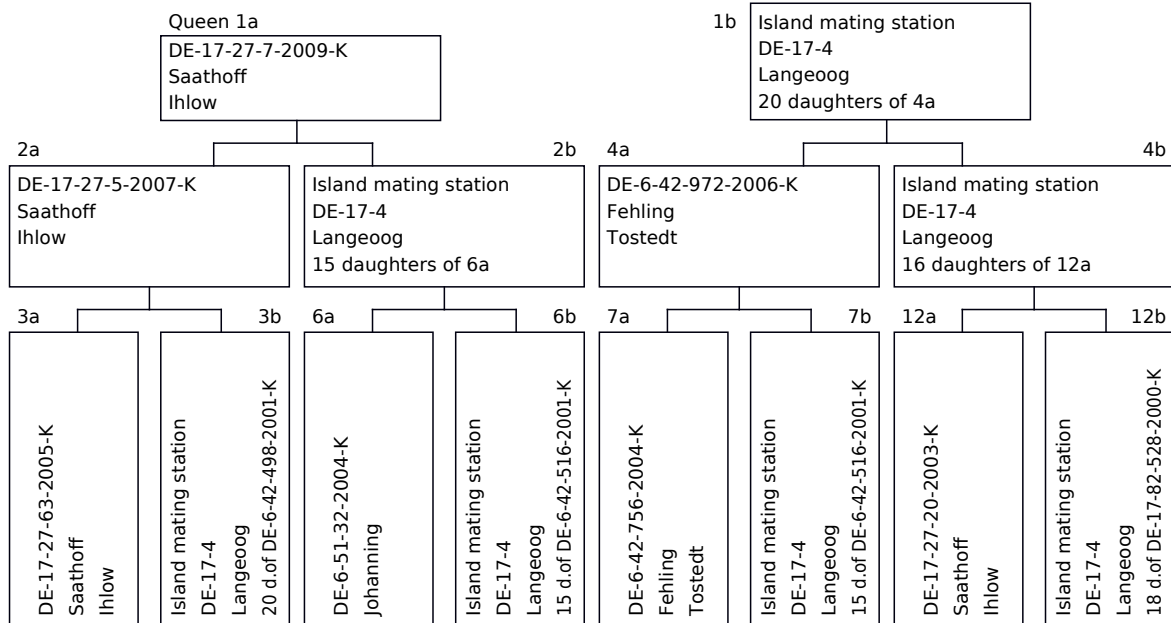 Queen 1a
DE-17-27-7-2009-K
Saathoff
Ihlow
1b
Island mating station
DE-17-4
Langeoog
20 daughters of 4a
2a
DE-17-27-5-2007-K
Saathoff
Ihlow
2b
Island mating station
DE-17-4
Langeoog
15 daughters of 6a
4a
DE-6-42-972-2006-K
Fehling
Tostedt
4b
Island mating station
DE-17-4
Langeoog
16 daughters of 12a
3a
DE-17-27-63-2005-K
Saathoff
Ihlow
3b
Island mating station
DE-17-4
Langeoog
20 d.of DE-6-42-498-2001-K
6a
DE-6-51-32-2004-K
Johanning
6b
Island mating station
DE-17-4
Langeoog
15 d.of DE-6-42-516-2001-K
7a
DE-6-42-756-2004-K
Fehling
Tostedt
7b
Island mating station
DE-17-4
Langeoog
15 d.of DE-6-42-516-2001-K
12a
DE-17-27-20-2003-K
Saathoff
Ihlow
12b
Island mating station
DE-17-4
Langeoog
18 d.of DE-17-82-528-2000-K